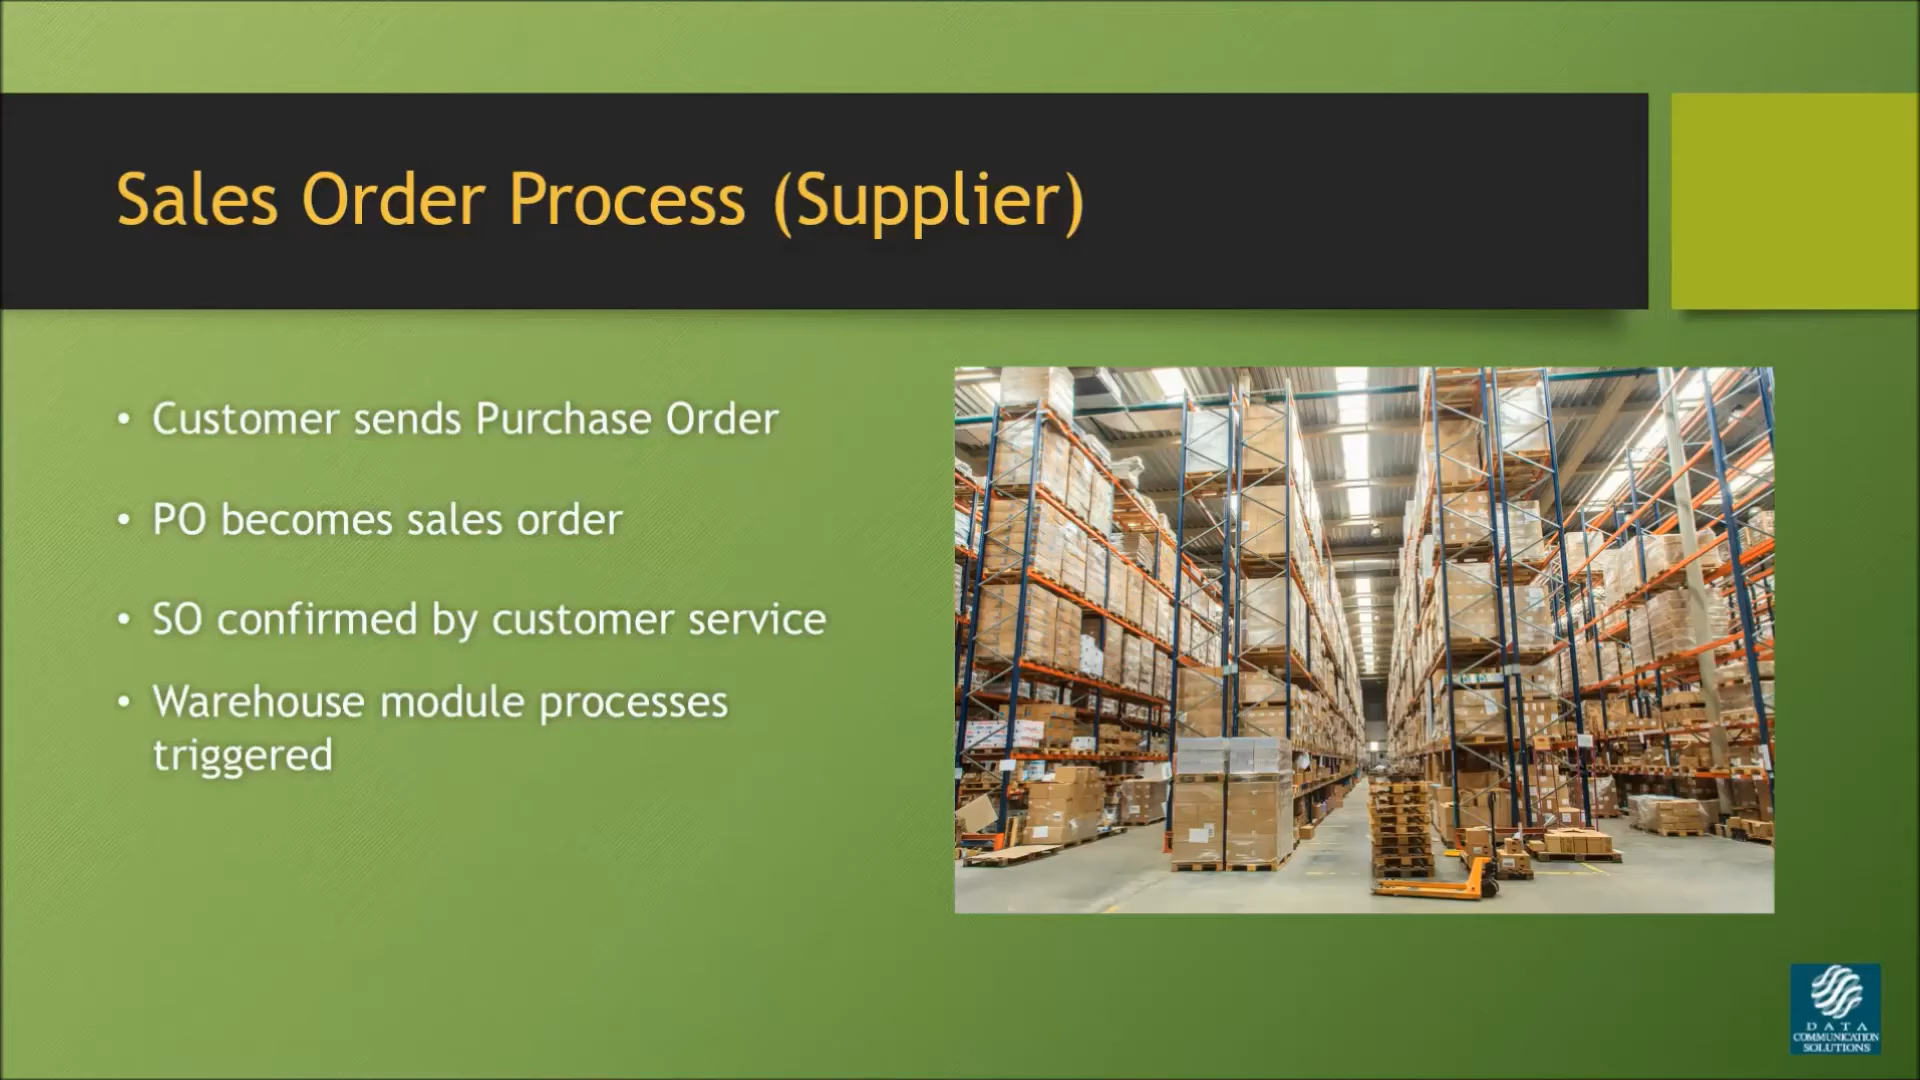 Sales Order Process (Supplier)
• Customer sends Purchase Order
• PO becomes sales order
• SO confirmed by customer service
• Warehouse module processes
triggered
DATA
COMMUNICATION
SOLUTIONS